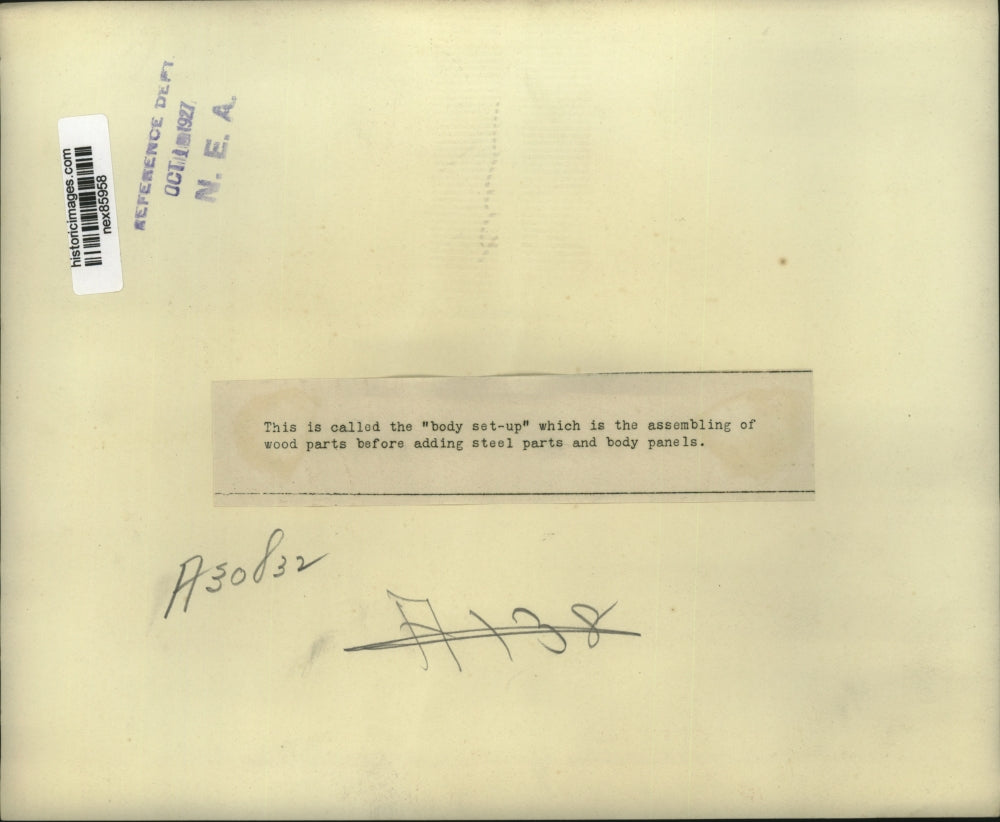 historicimages.com
nex85958
REFERENCE DEPT.
OCT 1927
N. E. A.
This is called the "body set-up" which is the assembling of
wood parts before adding steel parts and body panels.
A30832
A138